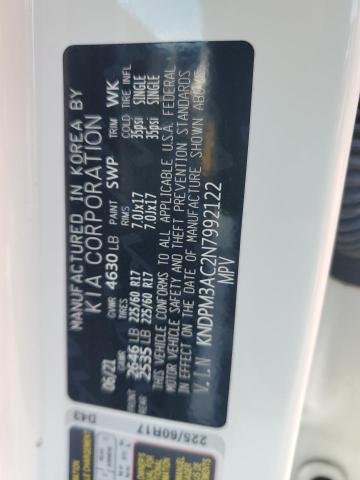 MANUFACTURED IN KOREA BY
KIA CORPORATION
06/21 GVWR 4630 LB PAINT SWP TRIM WK
GAWR TIRES RIMS COLD TIRE INFL
2646 LB 225/60 R17 7.0Jx17 35psi SINGLE
2535 LB 225/60 R17 7.0Jx17 35psi SINGLE
THIS VEHICLE CONFORMS TO ALL APPLICABLE U.S.A. FEDERAL
MOTOR VEHICLE SAFETY AND THEFT PREVENTION STANDARDS
IN EFFECT ON THE DATE OF MANUFACTURE SHOWN ABOVE.
V.I.N KNDPM3AC2N7992122
MPV
D43
225/60R17